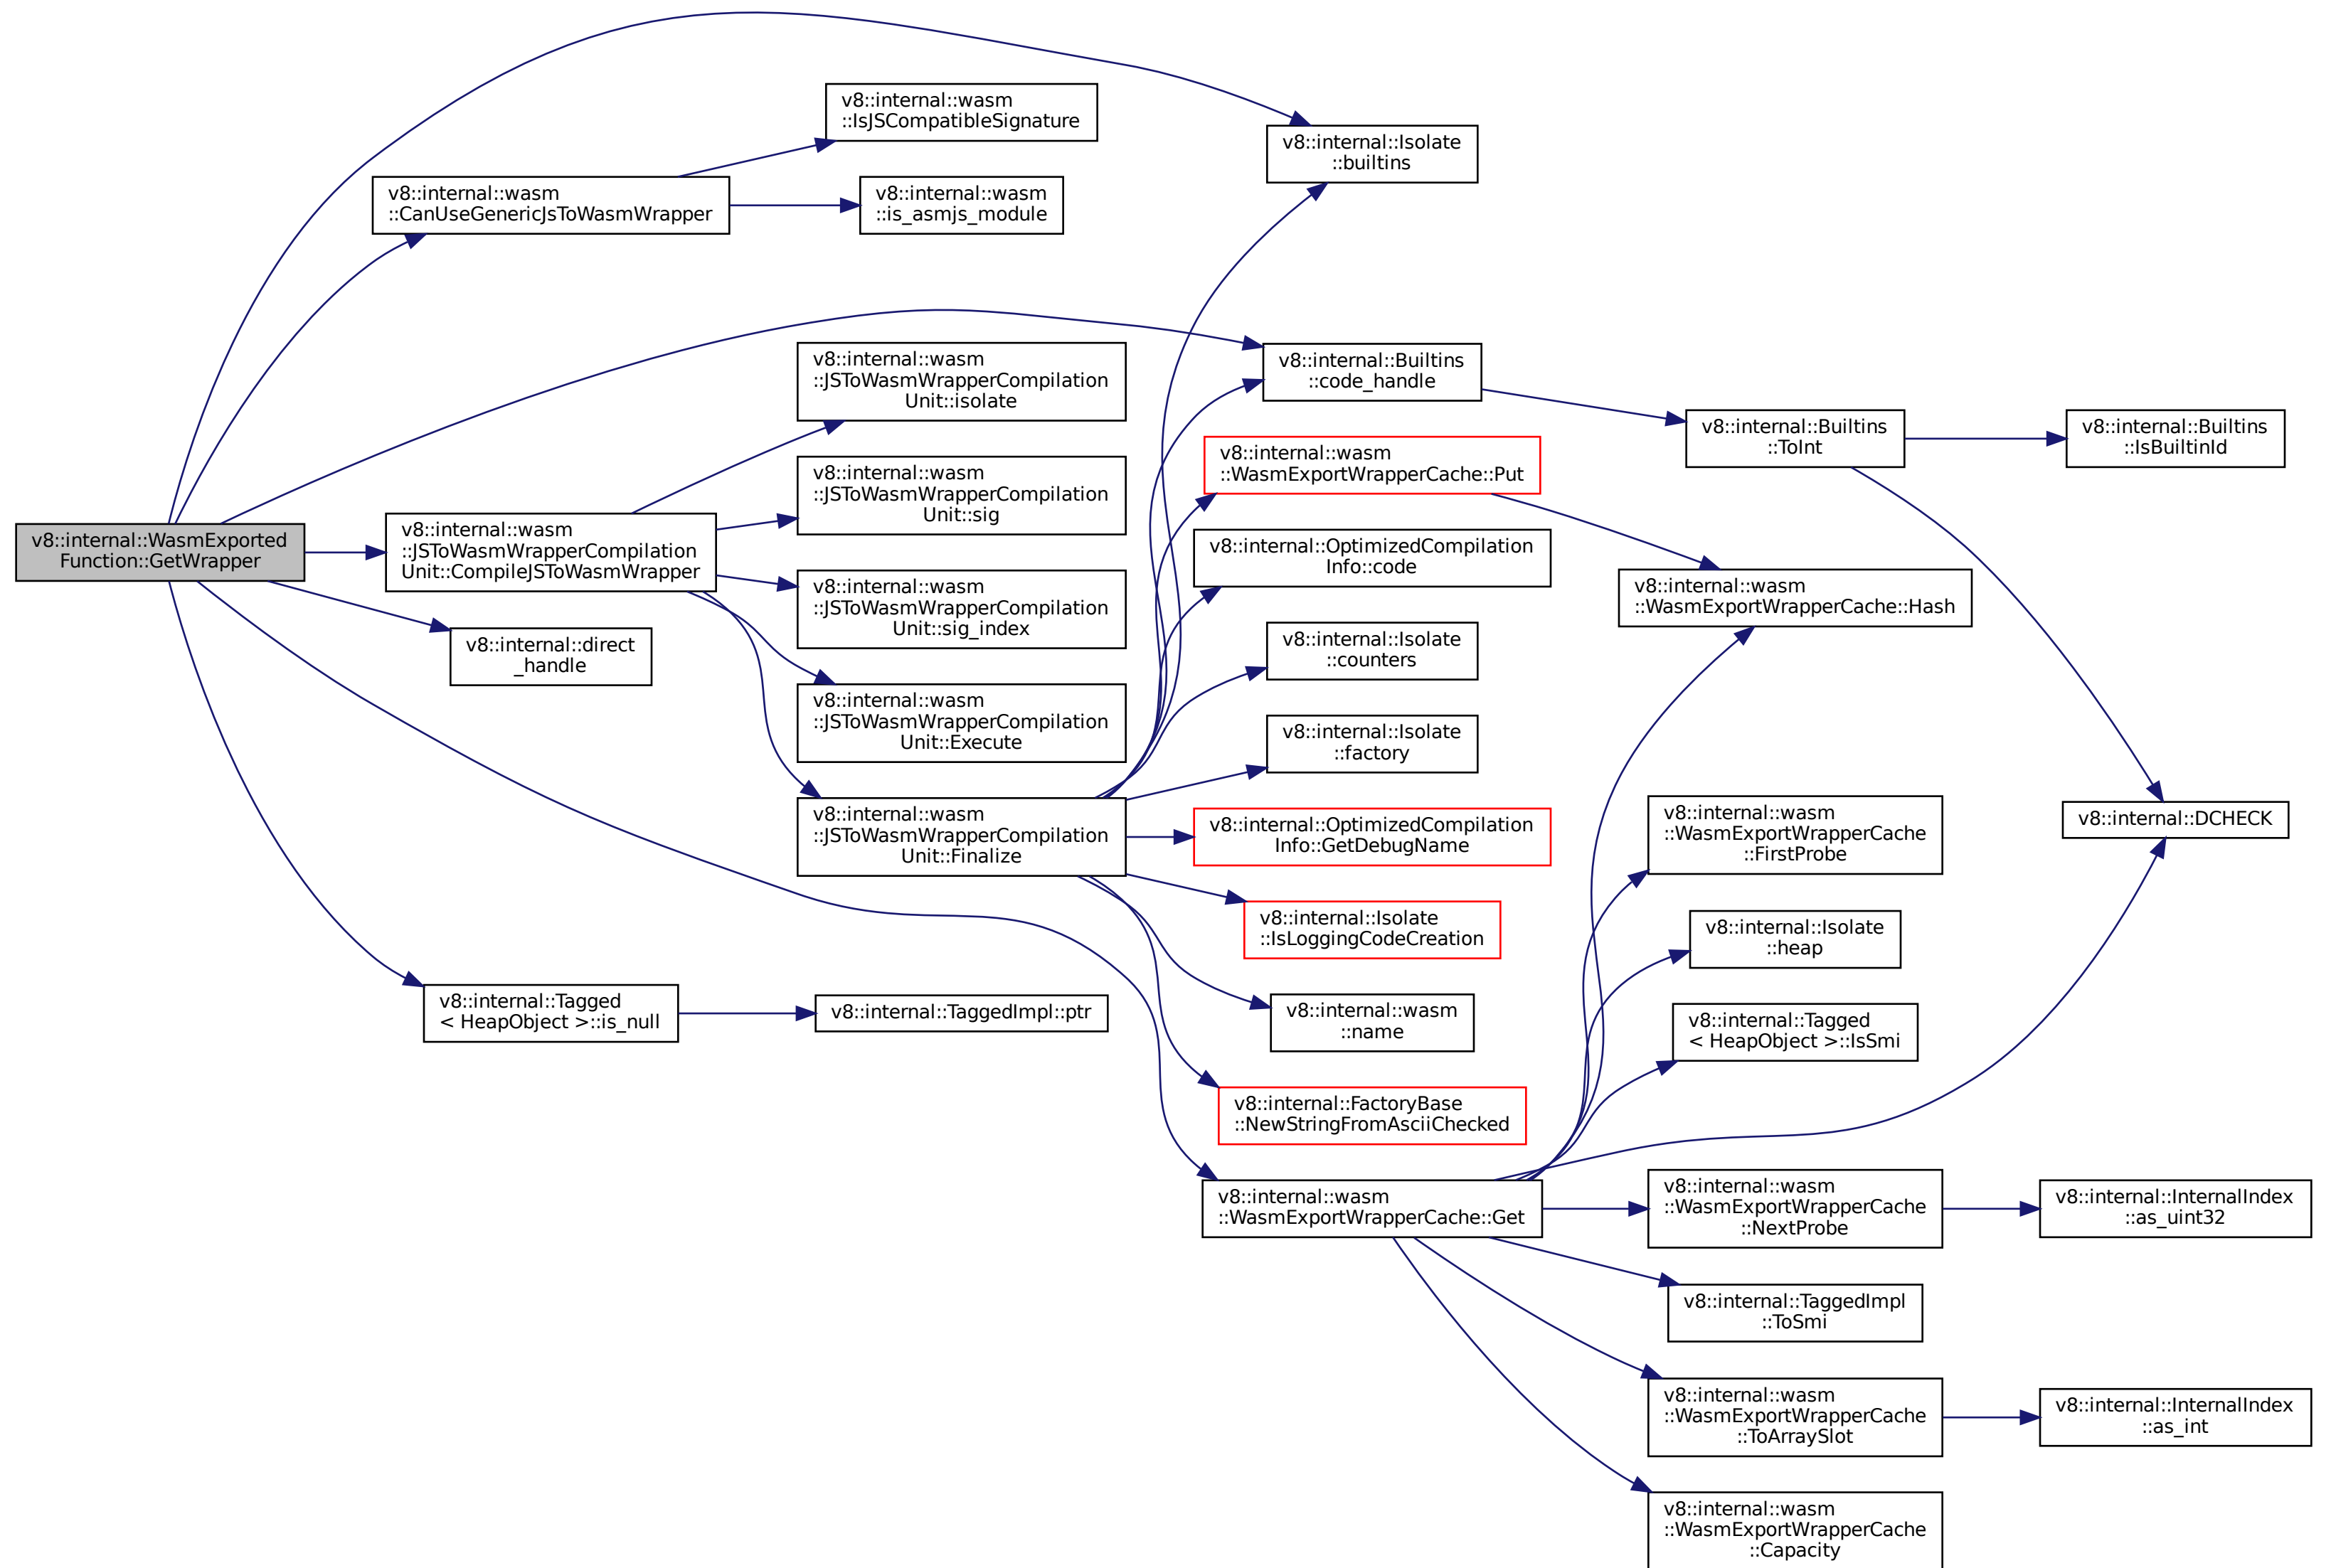 v8::internal::WasmExported
Function::GetWrapper
v8::internal::wasm
::CanUseGenericJsToWasmWrapper
v8::internal::wasm
::JSToWasmWrapperCompilation
Unit::CompileJSToWasmWrapper
v8::internal::direct
_handle
v8::internal::Tagged
< HeapObject >::is_null
v8::internal::wasm
::IsJSCompatibleSignature
v8::internal::wasm
::is_asmjs_module
v8::internal::wasm
::JSToWasmWrapperCompilation
Unit::isolate
v8::internal::wasm
::JSToWasmWrapperCompilation
Unit::sig
v8::internal::wasm
::JSToWasmWrapperCompilation
Unit::sig_index
v8::internal::wasm
::JSToWasmWrapperCompilation
Unit::Execute
v8::internal::wasm
::JSToWasmWrapperCompilation
Unit::Finalize
v8::internal::TaggedImpl::ptr
v8::internal::Isolate
::builtins
v8::internal::Builtins
::code_handle
v8::internal::wasm
::WasmExportWrapperCache::Put
v8::internal::OptimizedCompilation
Info::code
v8::internal::Isolate
::counters
v8::internal::Isolate
::factory
v8::internal::OptimizedCompilation
Info::GetDebugName
v8::internal::Isolate
::IsLoggingCodeCreation
v8::internal::wasm
::name
v8::internal::FactoryBase
::NewStringFromAsciiChecked
v8::internal::wasm
::WasmExportWrapperCache::Get
v8::internal::Builtins
::ToInt
v8::internal::wasm
::WasmExportWrapperCache::Hash
v8::internal::wasm
::WasmExportWrapperCache
::FirstProbe
v8::internal::Isolate
::heap
v8::internal::Tagged
< HeapObject >::IsSmi
v8::internal::wasm
::WasmExportWrapperCache
::NextProbe
v8::internal::TaggedImpl
::ToSmi
v8::internal::wasm
::WasmExportWrapperCache
::ToArraySlot
v8::internal::wasm
::WasmExportWrapperCache
::Capacity
v8::internal::Builtins
::IsBuiltinId
v8::internal::DCHECK
v8::internal::InternalIndex
::as_uint32
v8::internal::InternalIndex
::as_int